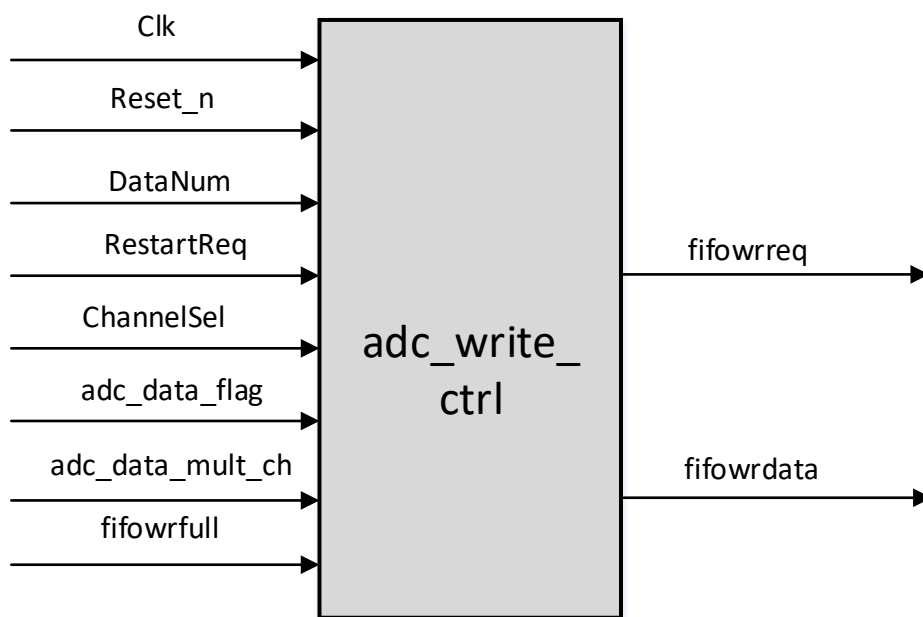 Clk
Reset_n
DataNum
RestartReq
ChannelSel
adc_data_flag
adc_data_mult_ch
fifowrfull
adc_write_
ctrl
fifowrreq
fifowrdata